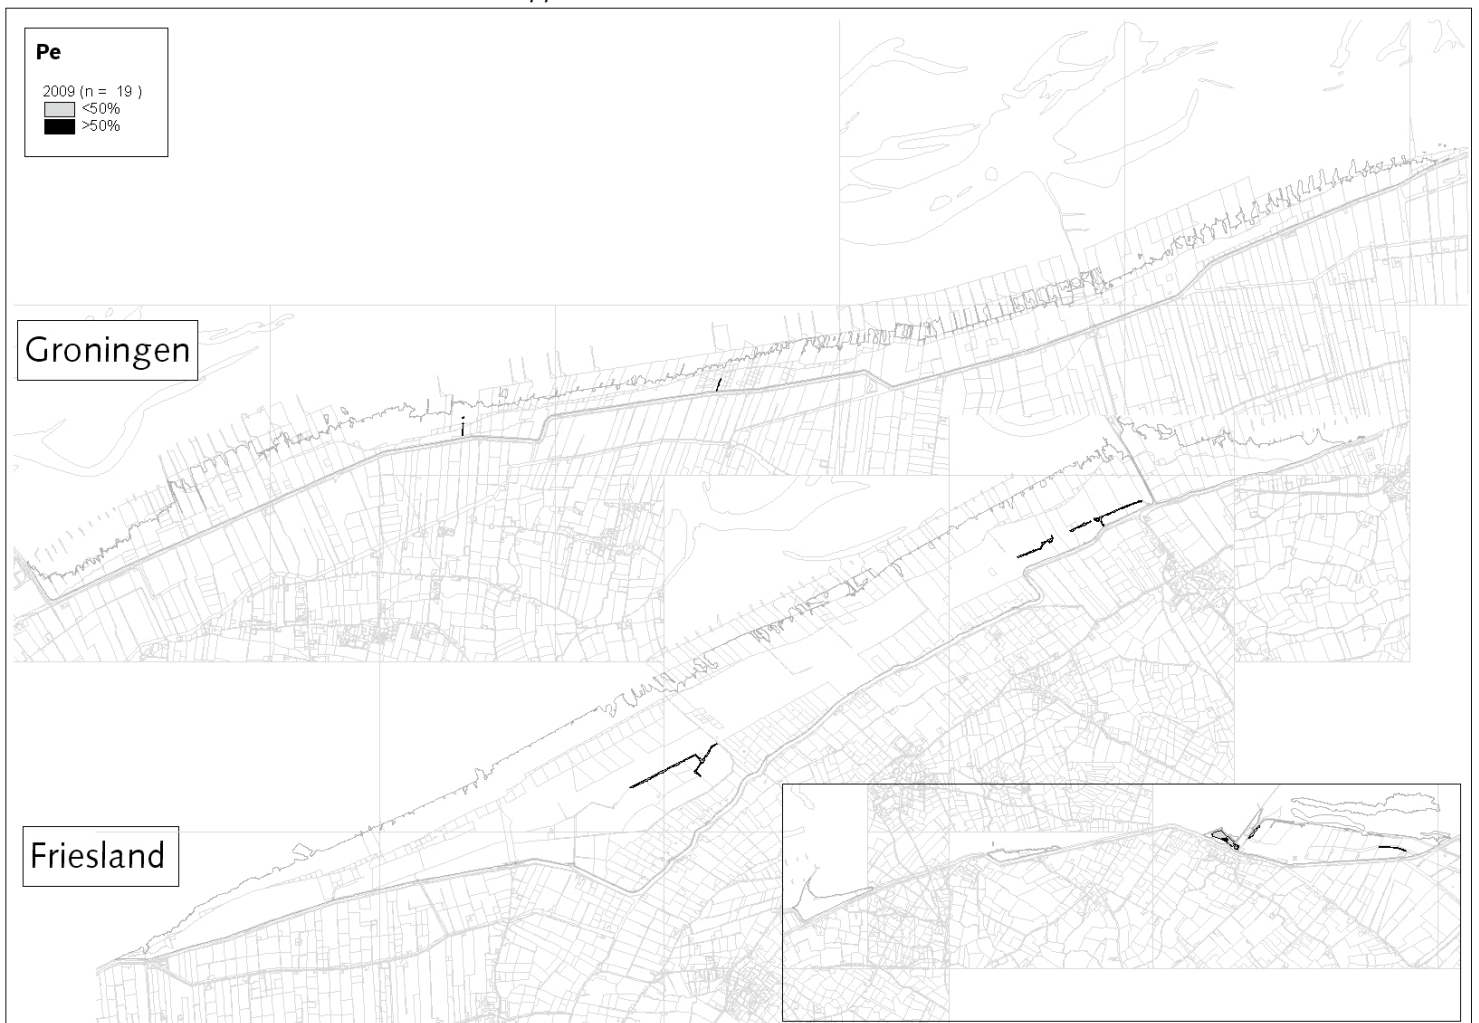 Pe
2009 (n = 19 )
<50%
>50%
Groningen
Friesland